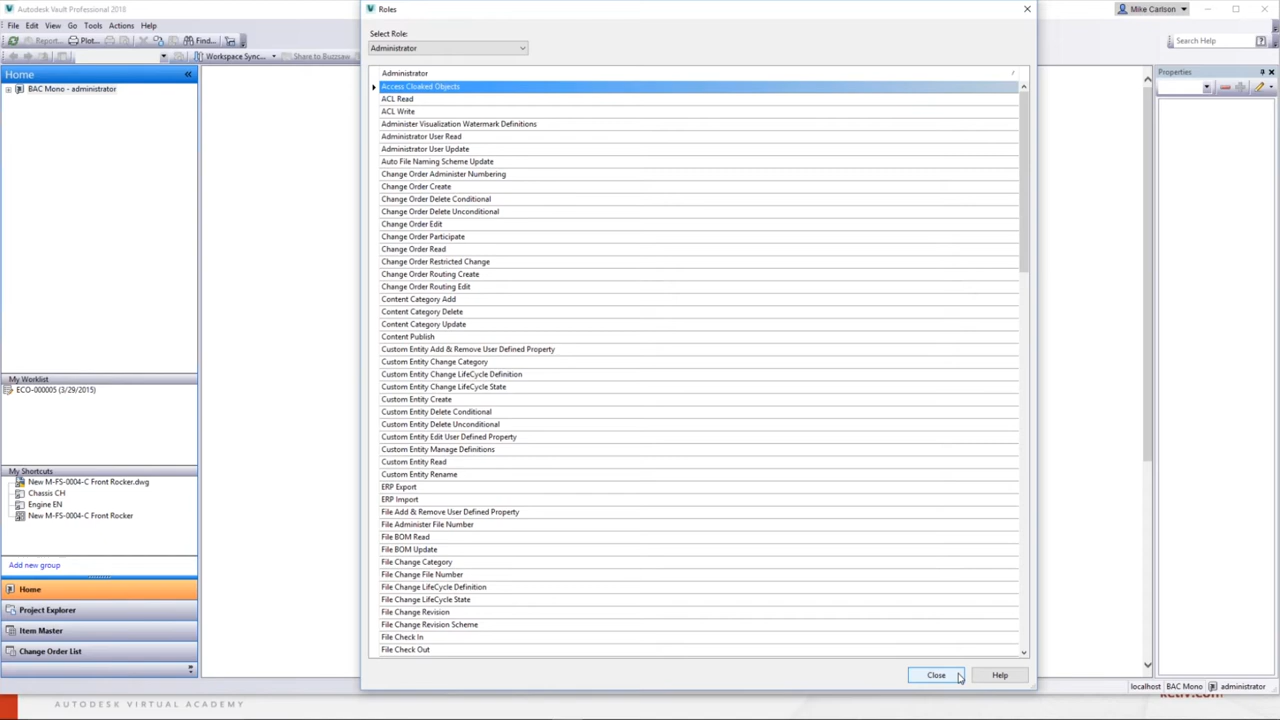 Autodesk Vault Professional 2018
Roles
Mike Carlson
File Edit View Go Tools Actions Help
Report... Plot... Find...
Workspace Sync... Share to Buzzsaw
Search Help
Select Role:
Administrator
Home
BAC Mono - administrator
Properties
Administrator
Access Cloaked Objects
ACL Read
ACL Write
Administer Visualization Watermark Definitions
Administrator User Read
Administrator User Update
Auto File Naming Scheme Update
Change Order Administer Numbering
Change Order Create
Change Order Delete Conditional
Change Order Delete Unconditional
Change Order Edit
Change Order Participate
Change Order Read
Change Order Restricted Change
Change Order Routing Create
Change Order Routing Edit
Content Category Add
Content Category Delete
Content Category Update
Content Publish
Custom Entity Add & Remove User Defined Property
Custom Entity Change Category
Custom Entity Change LifeCycle Definition
Custom Entity Change LifeCycle State
Custom Entity Create
Custom Entity Delete Conditional
Custom Entity Delete Unconditional
Custom Entity Edit User Defined Property
Custom Entity Manage Definitions
Custom Entity Read
Custom Entity Rename
ERP Export
ERP Import
File Add & Remove User Defined Property
File Administer File Number
File BOM Read
File BOM Update
File Change Category
File Change File Number
File Change LifeCycle Definition
File Change LifeCycle State
File Change Revision
File Change Revision Scheme
File Check In
File Check Out
My Worklist
ECO-000005 (3/29/2015)
My Shortcuts
New M-FS-0004-C Front Rocker.dwg
Chassis CH
Engine EN
New M-FS-0004-C Front Rocker
Add new group
Home
Project Explorer
Item Master
Change Order List
Close
Help
localhost BAC Mono administrator
AUTODESK VIRTUAL ACADEMY
ketiv.com